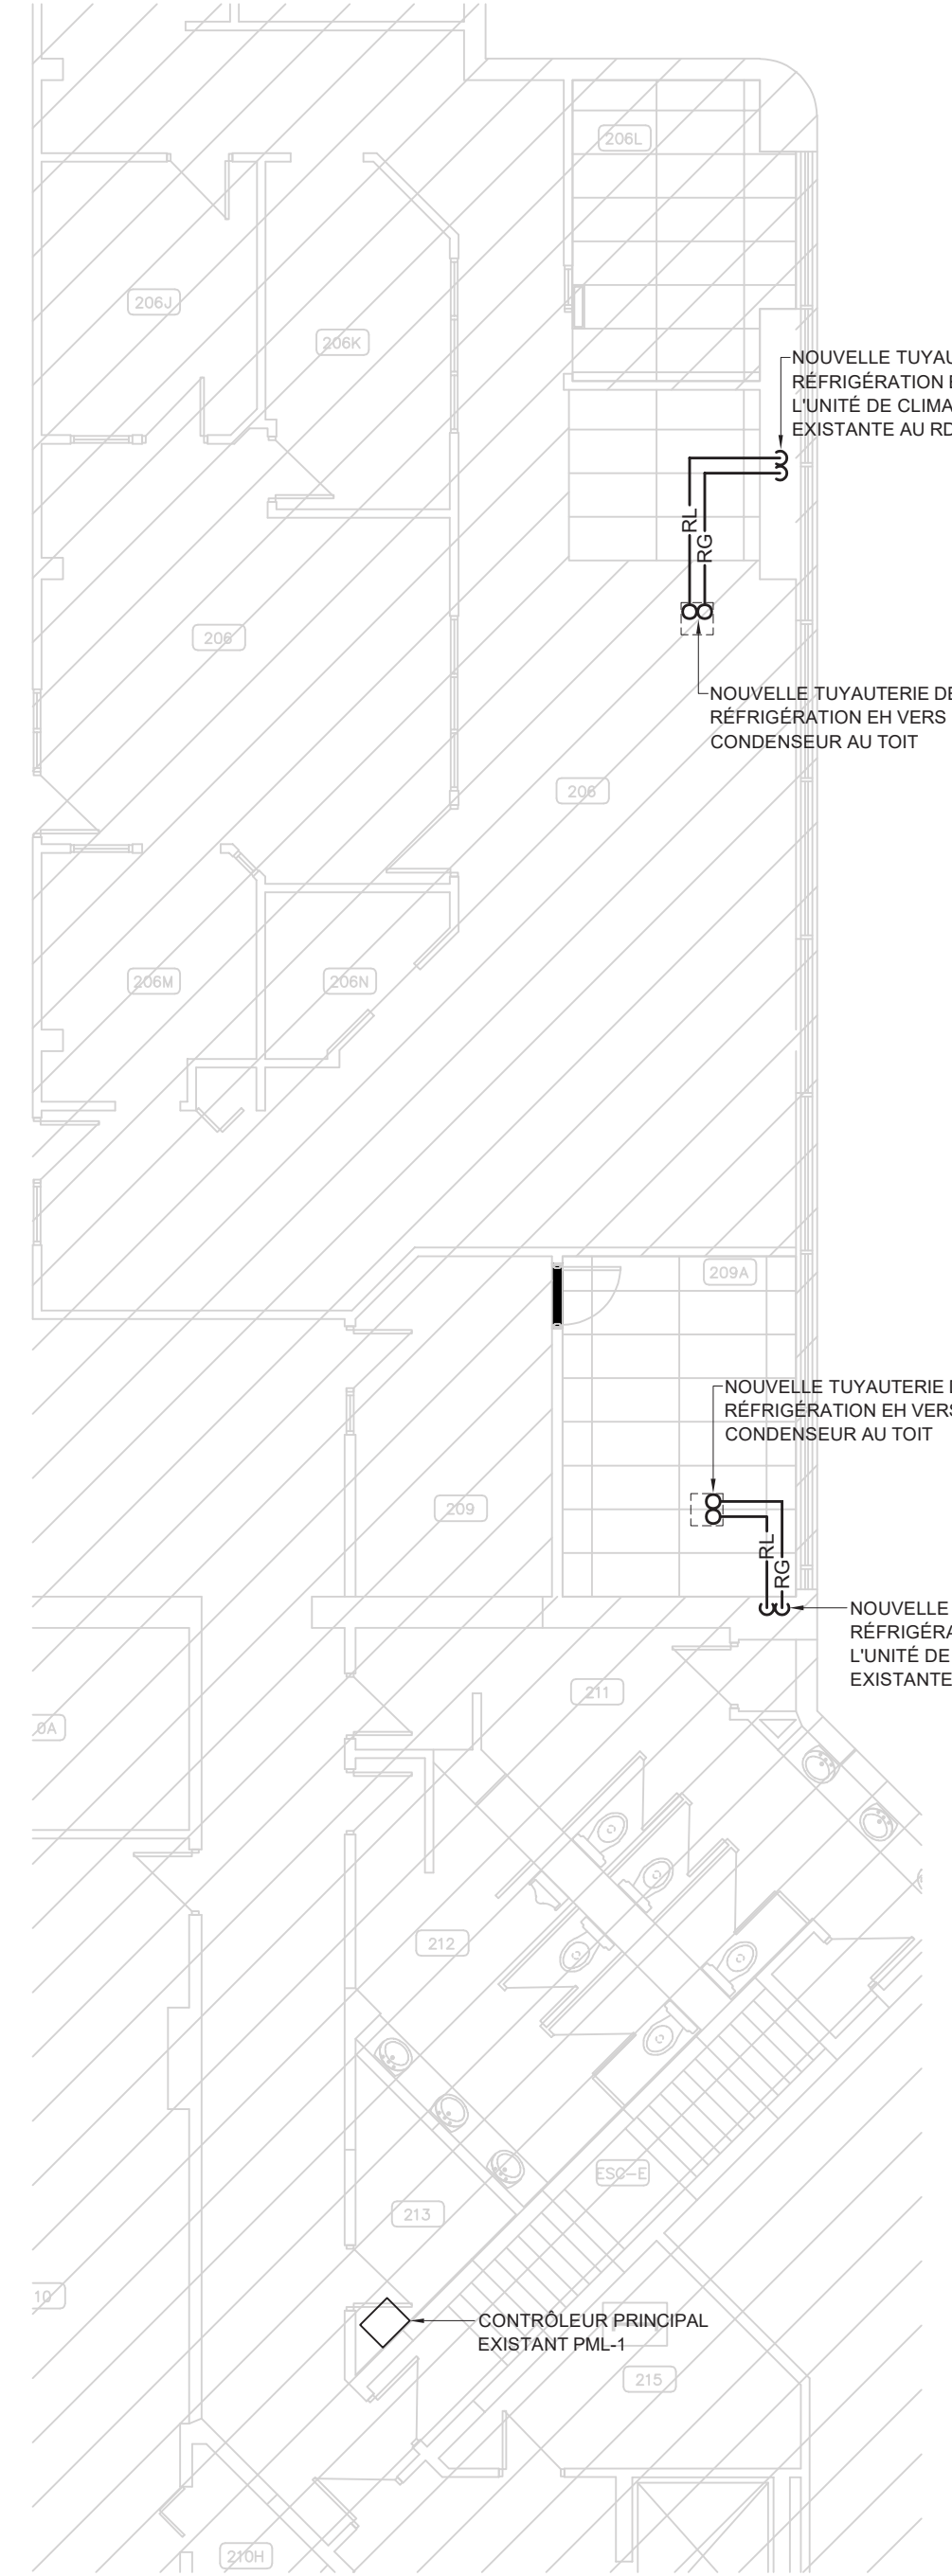 206L
206J
206K
NOUVELLE TUYAU
RÉFRIGÉRATION
L'UNITÉ DE CLIMA
EXISTANTE AU RD
RL
RG
206
NOUVELLE TUYAUTERIE DE
RÉFRIGÉRATION EH VERS
CONDENSEUR AU TOIT
206
206M
206N
209A
NOUVELLE TUYAUTERIE
RÉFRIGÉRATION EH VERS
CONDENSEUR AU TOIT
209
RL
RG
NOUVELLE
RÉFRIGÉRA
L'UNITÉ DE
EXISTANTE
211
0A
212
ESC-E
213
10
CONTRÔLEUR PRINCIPAL
EXISTANT PML-1
215
210H